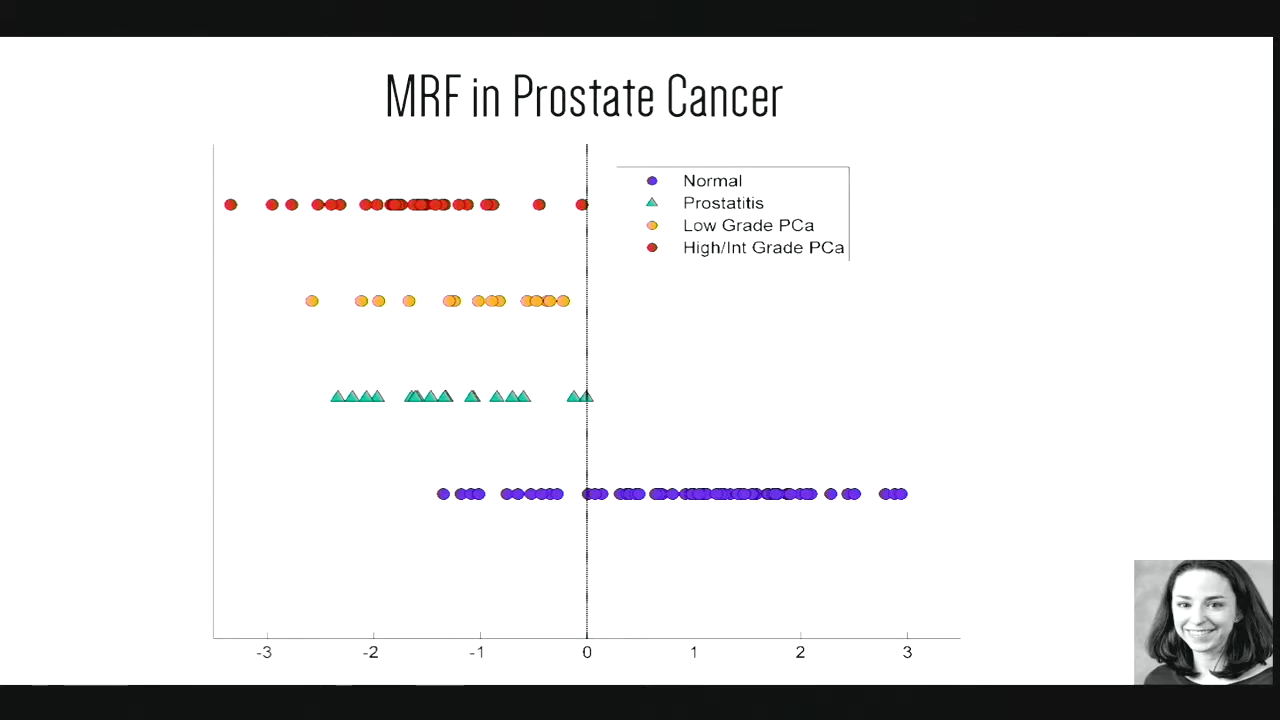 MRF in Prostate Cancer
Normal
Prostatitis
Low Grade PCa
High/Int Grade PCa
-3 -2 -1 0 1 2 3